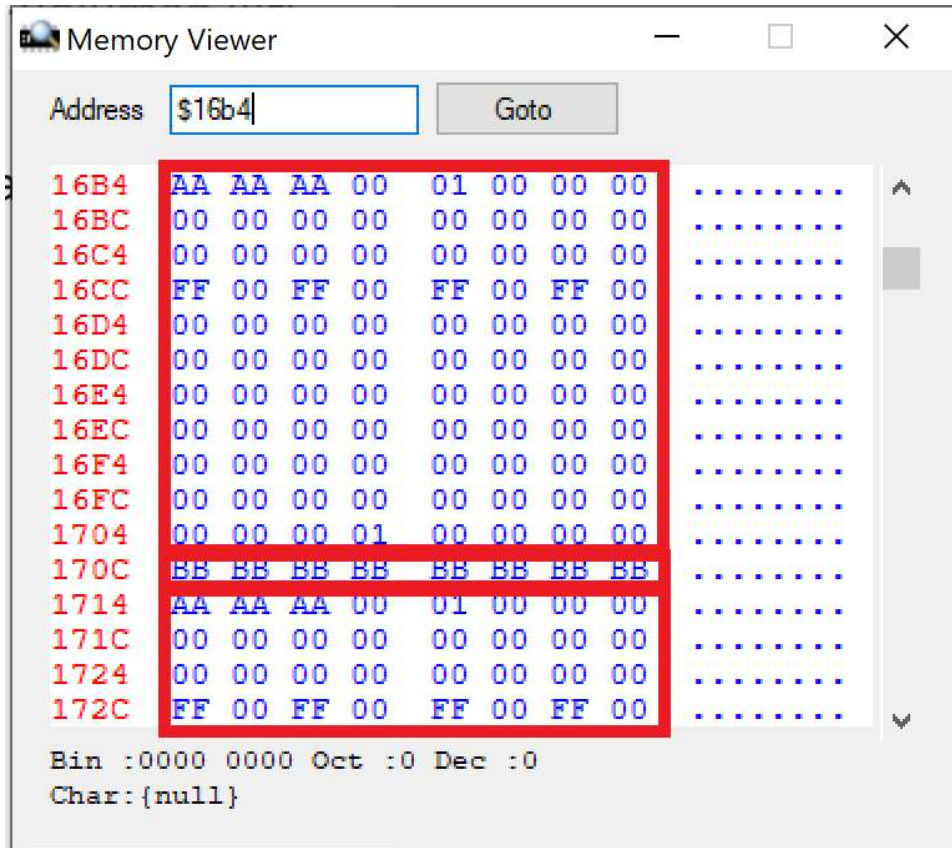 Memory Viewer
Address $16b4 Goto
16B4 AA AA AA 00 01 00 00 00 ........
16BC 00 00 00 00 00 00 00 00 ........
16C4 00 00 00 00 00 00 00 00 ........
16CC FF 00 FF 00 FF 00 FF 00 ........
16D4 00 00 00 00 00 00 00 00 ........
16DC 00 00 00 00 00 00 00 00 ........
16E4 00 00 00 00 00 00 00 00 ........
16EC 00 00 00 00 00 00 00 00 ........
16F4 00 00 00 00 00 00 00 00 ........
16FC 00 00 00 00 00 00 00 00 ........
1704 00 00 00 01 00 00 00 00 ........
170C BB BB BB BB BB BB BB BB ........
1714 AA AA AA 00 01 00 00 00 ........
171C 00 00 00 00 00 00 00 00 ........
1724 00 00 00 00 00 00 00 00 ........
172C FF 00 FF 00 FF 00 FF 00 ........
Bin :0000 0000 Oct :0 Dec :0
Char:{null}